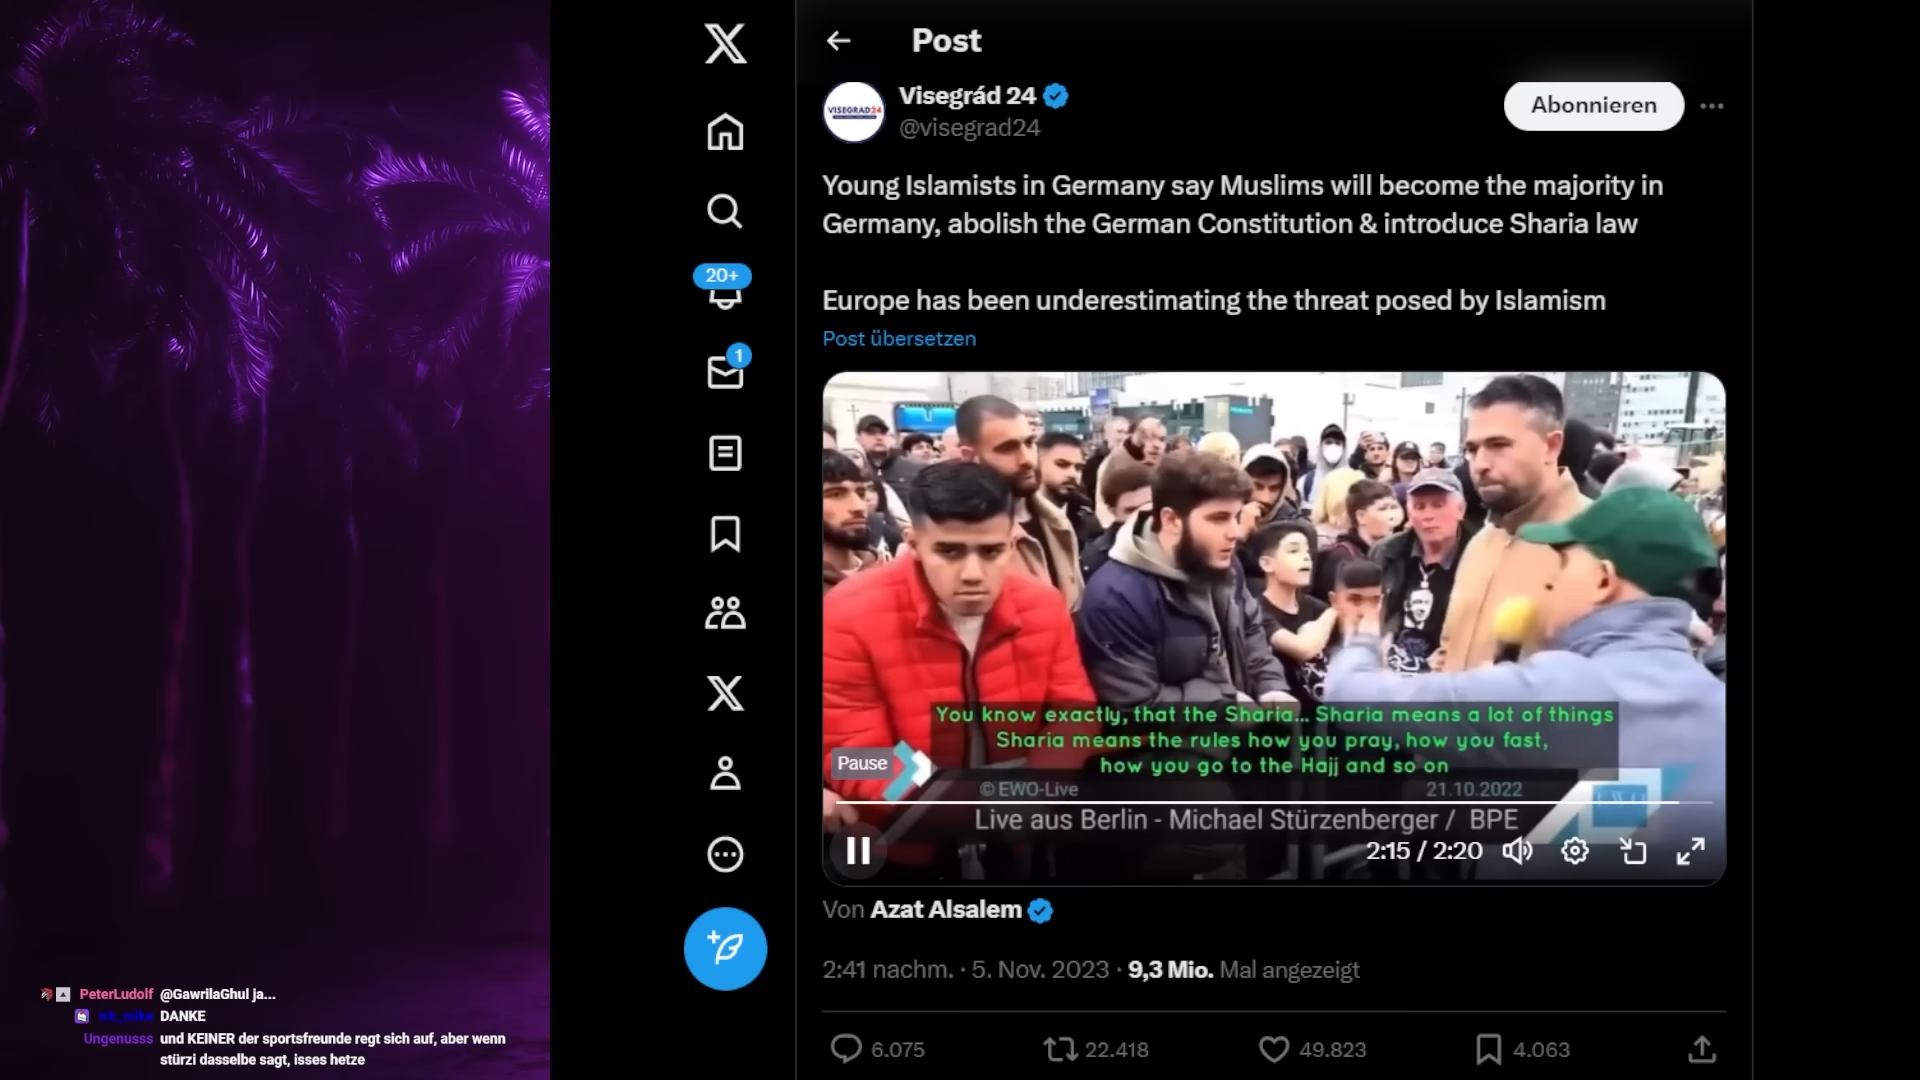 Post
VISEGRAD24
Visegrád 24
@visegrad24
Abonnieren
Young Islamists in Germany say Muslims will become the majority in
Germany, abolish the German Constitution & introduce Sharia law
Europe has been underestimating the threat posed by Islamism
Post übersetzen
20+
1
You know exactly, that the Sharia... Sharia means a lot of things
Sharia means the rules how you pray, how you fast,
how you go to the Hajj and so on
Pause
© EWO-Live
21.10.2022
Live aus Berlin - Michael Stürzenberger / BPE
2:15 / 2:20
Von Azat Alsalem
2:41 nachm. · 5. Nov. 2023 · 9,3 Mio. Mal angezeigt
6.075
22.418
49.823
4.063
PeterLudolf @GawrilaGhul ja...
DANKE
Ungenusss und KEINER der sportsfreunde regt sich auf, aber wenn
stürzi dasselbe sagt, isses hetze